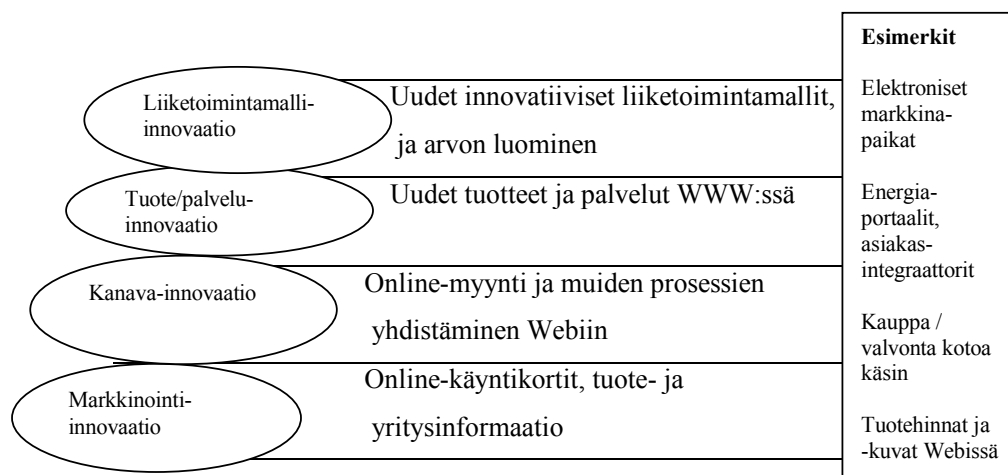 Liiketoimintamalli-
innovaatio
Uudet innovatiiviset liiketoimintamallit,
ja arvon luominen
Tuote/palvelu-
innovaatio
Uudet tuotteet ja palvelut WWW:ssä
Kanava-innovaatio
Online-myynti ja muiden prosessien
yhdistäminen Webiin
Markkinointi-
innovaatio
Online-käyntikortit, tuote- ja
yritysinformaatio
Esimerkit
Elektroniset
markkina-
paikat
Energia-
portaalit,
asiakas-
integraattorit
Kauppa /
valvonta kotoa
käsin
Tuotehinnat ja
-kuvat Webissä